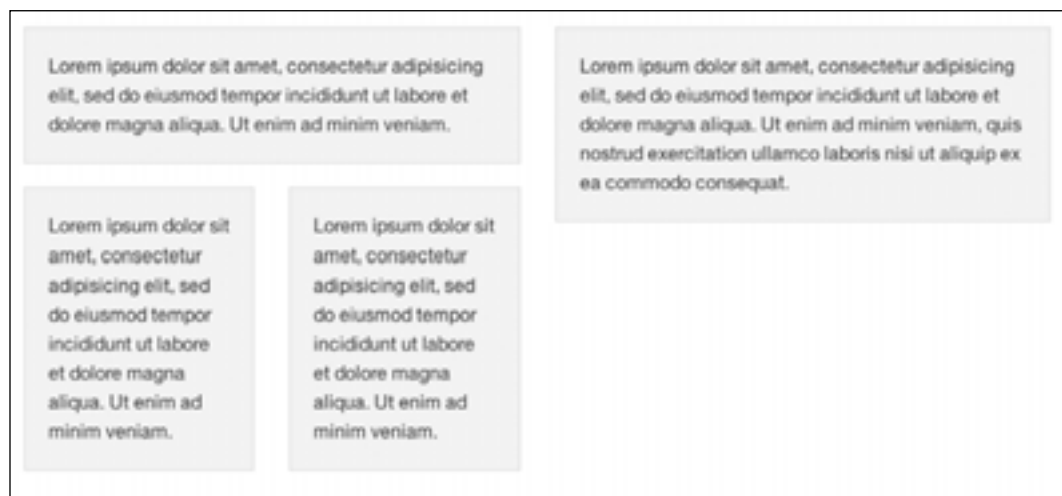 Lorem ipsum dolor sit amet, consectetur adipisicing
elit, sed do eiusmod tempor incididunt ut labore et
dolore magna aliqua. Ut enim ad minim veniam.
Lorem ipsum dolor sit
amet, consectetur
adipisicing elit, sed
do eiusmod tempor
incididunt ut labore
et dolore magna
aliqua. Ut enim ad
minim veniam.
Lorem ipsum dolor sit
amet, consectetur
adipisicing elit, sed
do eiusmod tempor
incididunt ut labore
et dolore magna
aliqua. Ut enim ad
minim veniam.
Lorem ipsum dolor sit amet, consectetur adipisicing
elit, sed do eiusmod tempor incididunt ut labore et
dolore magna aliqua. Ut enim ad minim veniam, quis
nostrud exercitation ullamco laboris nisi ut aliquip ex
ea commodo consequat.